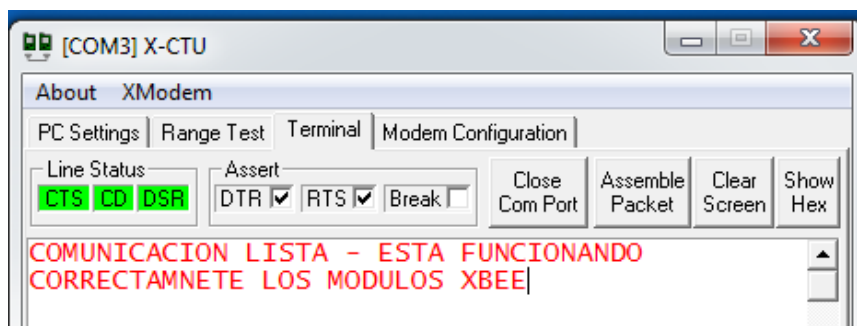 [COM3] X-CTU
About XModem
PC Settings Range Test Terminal Modem Configuration
Line Status Assert
CTS CD DSR DTR RTS Break Close Com Port Assemble Packet Clear Screen Show Hex
COMUNICACION LISTA - ESTA FUNCIONANDO
CORRECTAMNETE LOS MODULOS XBEE